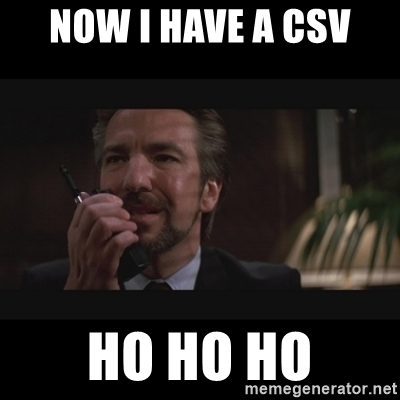 NOW I HAVE A CSV
HO HO HO
memegenerator.net